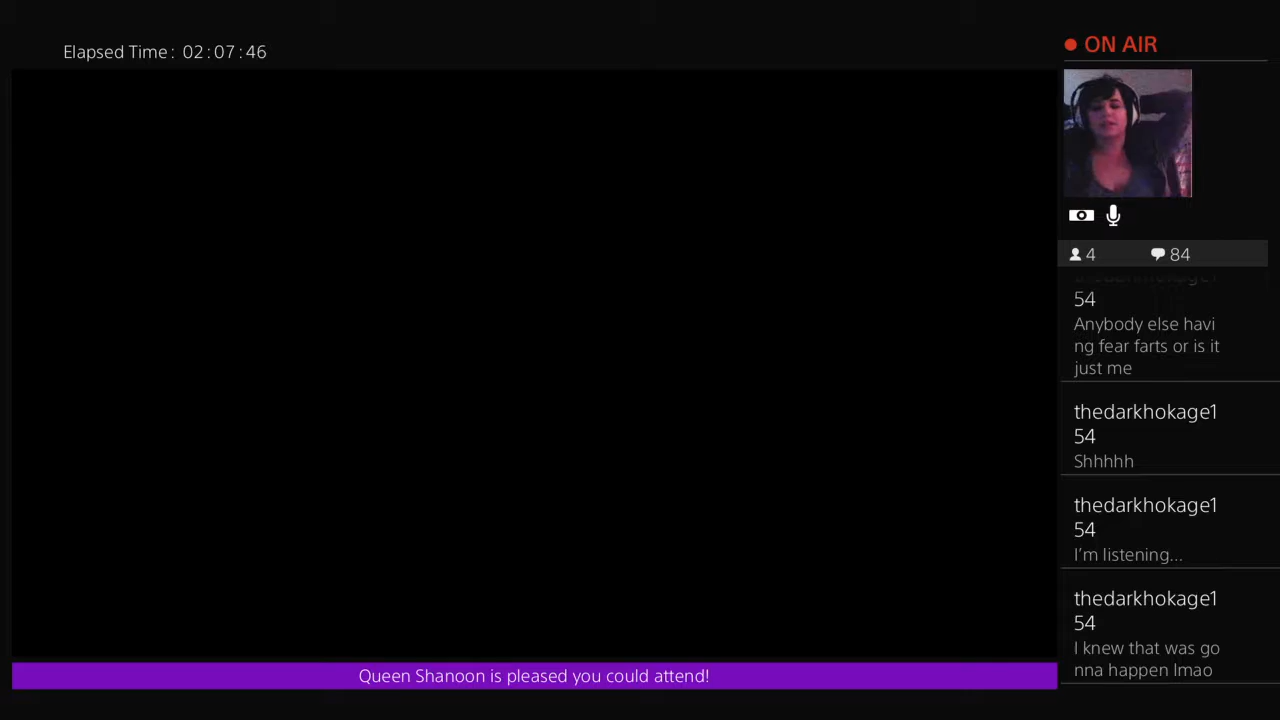 Elapsed Time: 02:07:46
ON AIR
4 84
54
Anybody else havi
ng fear farts or is it
just me
thedarkhokage1
54
Shhhhh
thedarkhokage1
54
I'm listening...
thedarkhokage1
54
I knew that was go
nna happen lmao
Queen Shanoon is pleased you could attend!